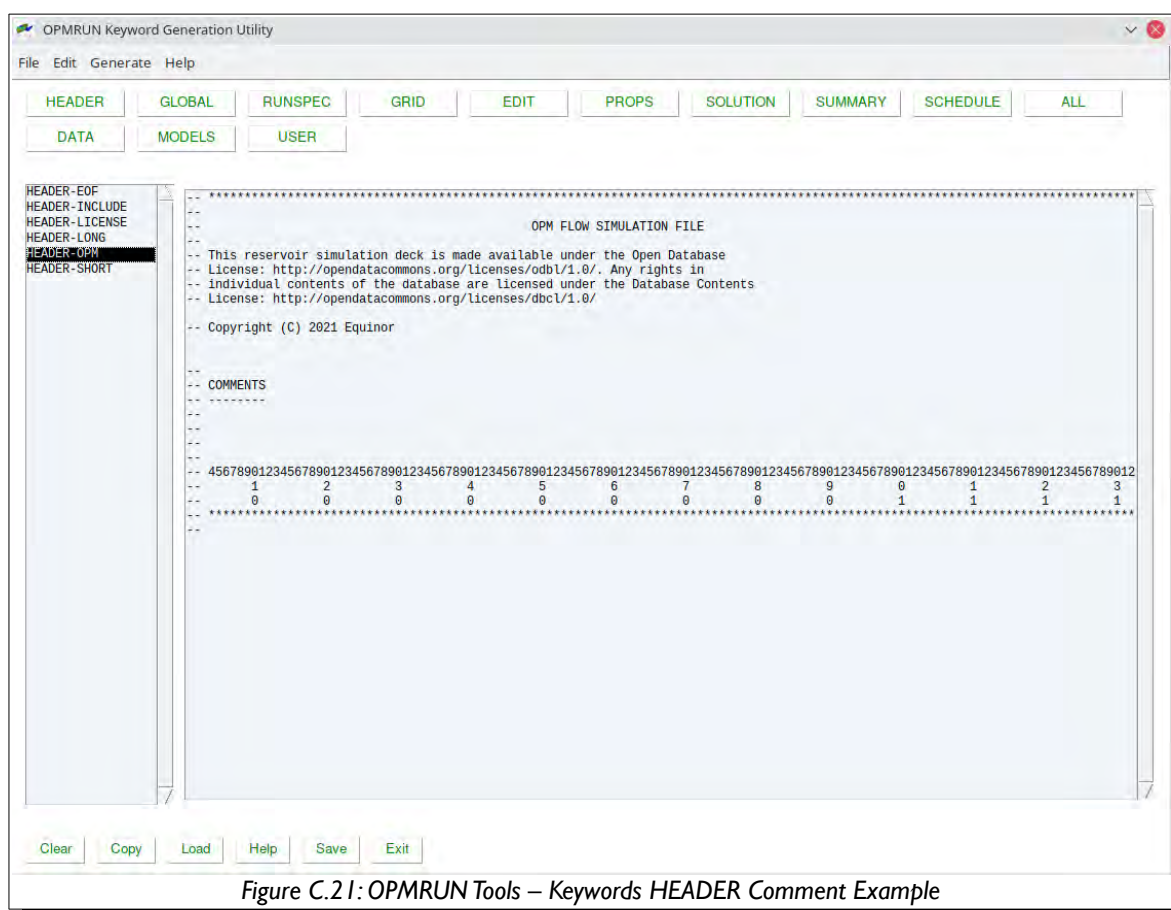 OPMRUN Keyword Generation Utility
File Edit Generate Help
HEADER GLOBAL RUNSPEC GRID EDIT PROPS SOLUTION SUMMARY SCHEDULE ALL
DATA MODELS USER
HEADER-EOF
HEADER-INCLUDE
HEADER-LICENSE
HEADER-LONG
HEADER-OPM
HEADER-SHORT
-- *********************************************************************************************************************************
--
-- OPM FLOW SIMULATION FILE
--
-- This reservoir simulation deck is made available under the Open Database
-- License: http://opendatacommons.org/licenses/odbl/1.0/. Any rights in
-- individual contents of the database are licensed under the Database Contents
-- License: http://opendatacommons.org/licenses/dbcl/1.0/
-- Copyright (C) 2021 Equinor
--
-- COMMENTS
-- --------
--
--
--
--
-- 456789012345678901234567890123456789012345678901234567890123456789012345678901234567890123456789012345678901234567890123456789012
-- 1 2 3 4 5 6 7 8 9 0 1 2 3
-- 0 0 0 0 0 0 0 0 0 1 1 1 1
-- *********************************************************************************************************************************
--
Clear Copy Load Help Save Exit
Figure C.21: OPMRUN Tools – Keywords HEADER Comment Example